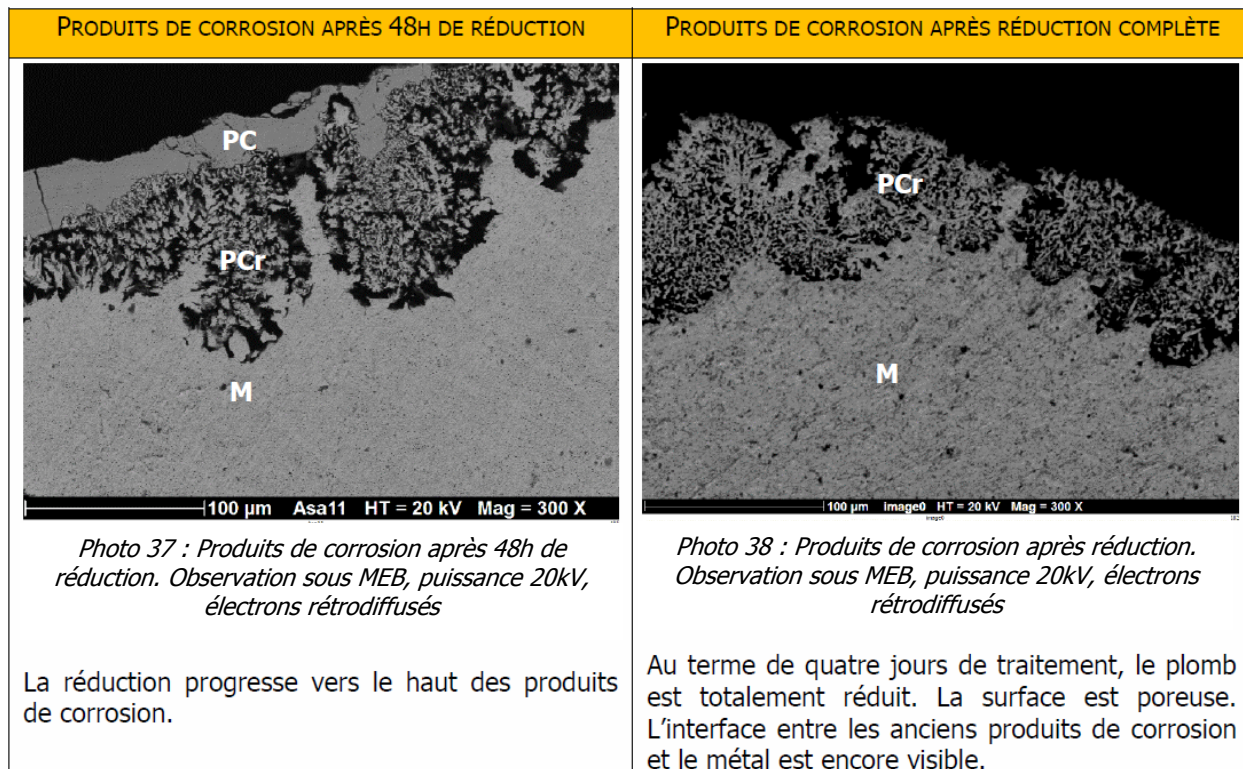 PRODUITS DE CORROSION APRÈS 48H DE RÉDUCTION
PC
PCr
M
100 µm Asa11 HT = 20 kV Mag = 300 X
Photo 37 : Produits de corrosion après 48h de
réduction. Observation sous MEB, puissance 20kV,
électrons rétrodiffusés
La réduction progresse vers le haut des produits
de corrosion.
PRODUITS DE CORROSION APRÈS RÉDUCTION COMPLÈTE
PCr
M
100 µm Image0 HT = 20 kV Mag = 300 X
Image0
Photo 38 : Produits de corrosion après réduction.
Observation sous MEB, puissance 20kV, électrons
rétrodiffusés
Au terme de quatre jours de traitement, le plomb
est totalement réduit. La surface est poreuse.
L'interface entre les anciens produits de corrosion
et le métal est encore visible.